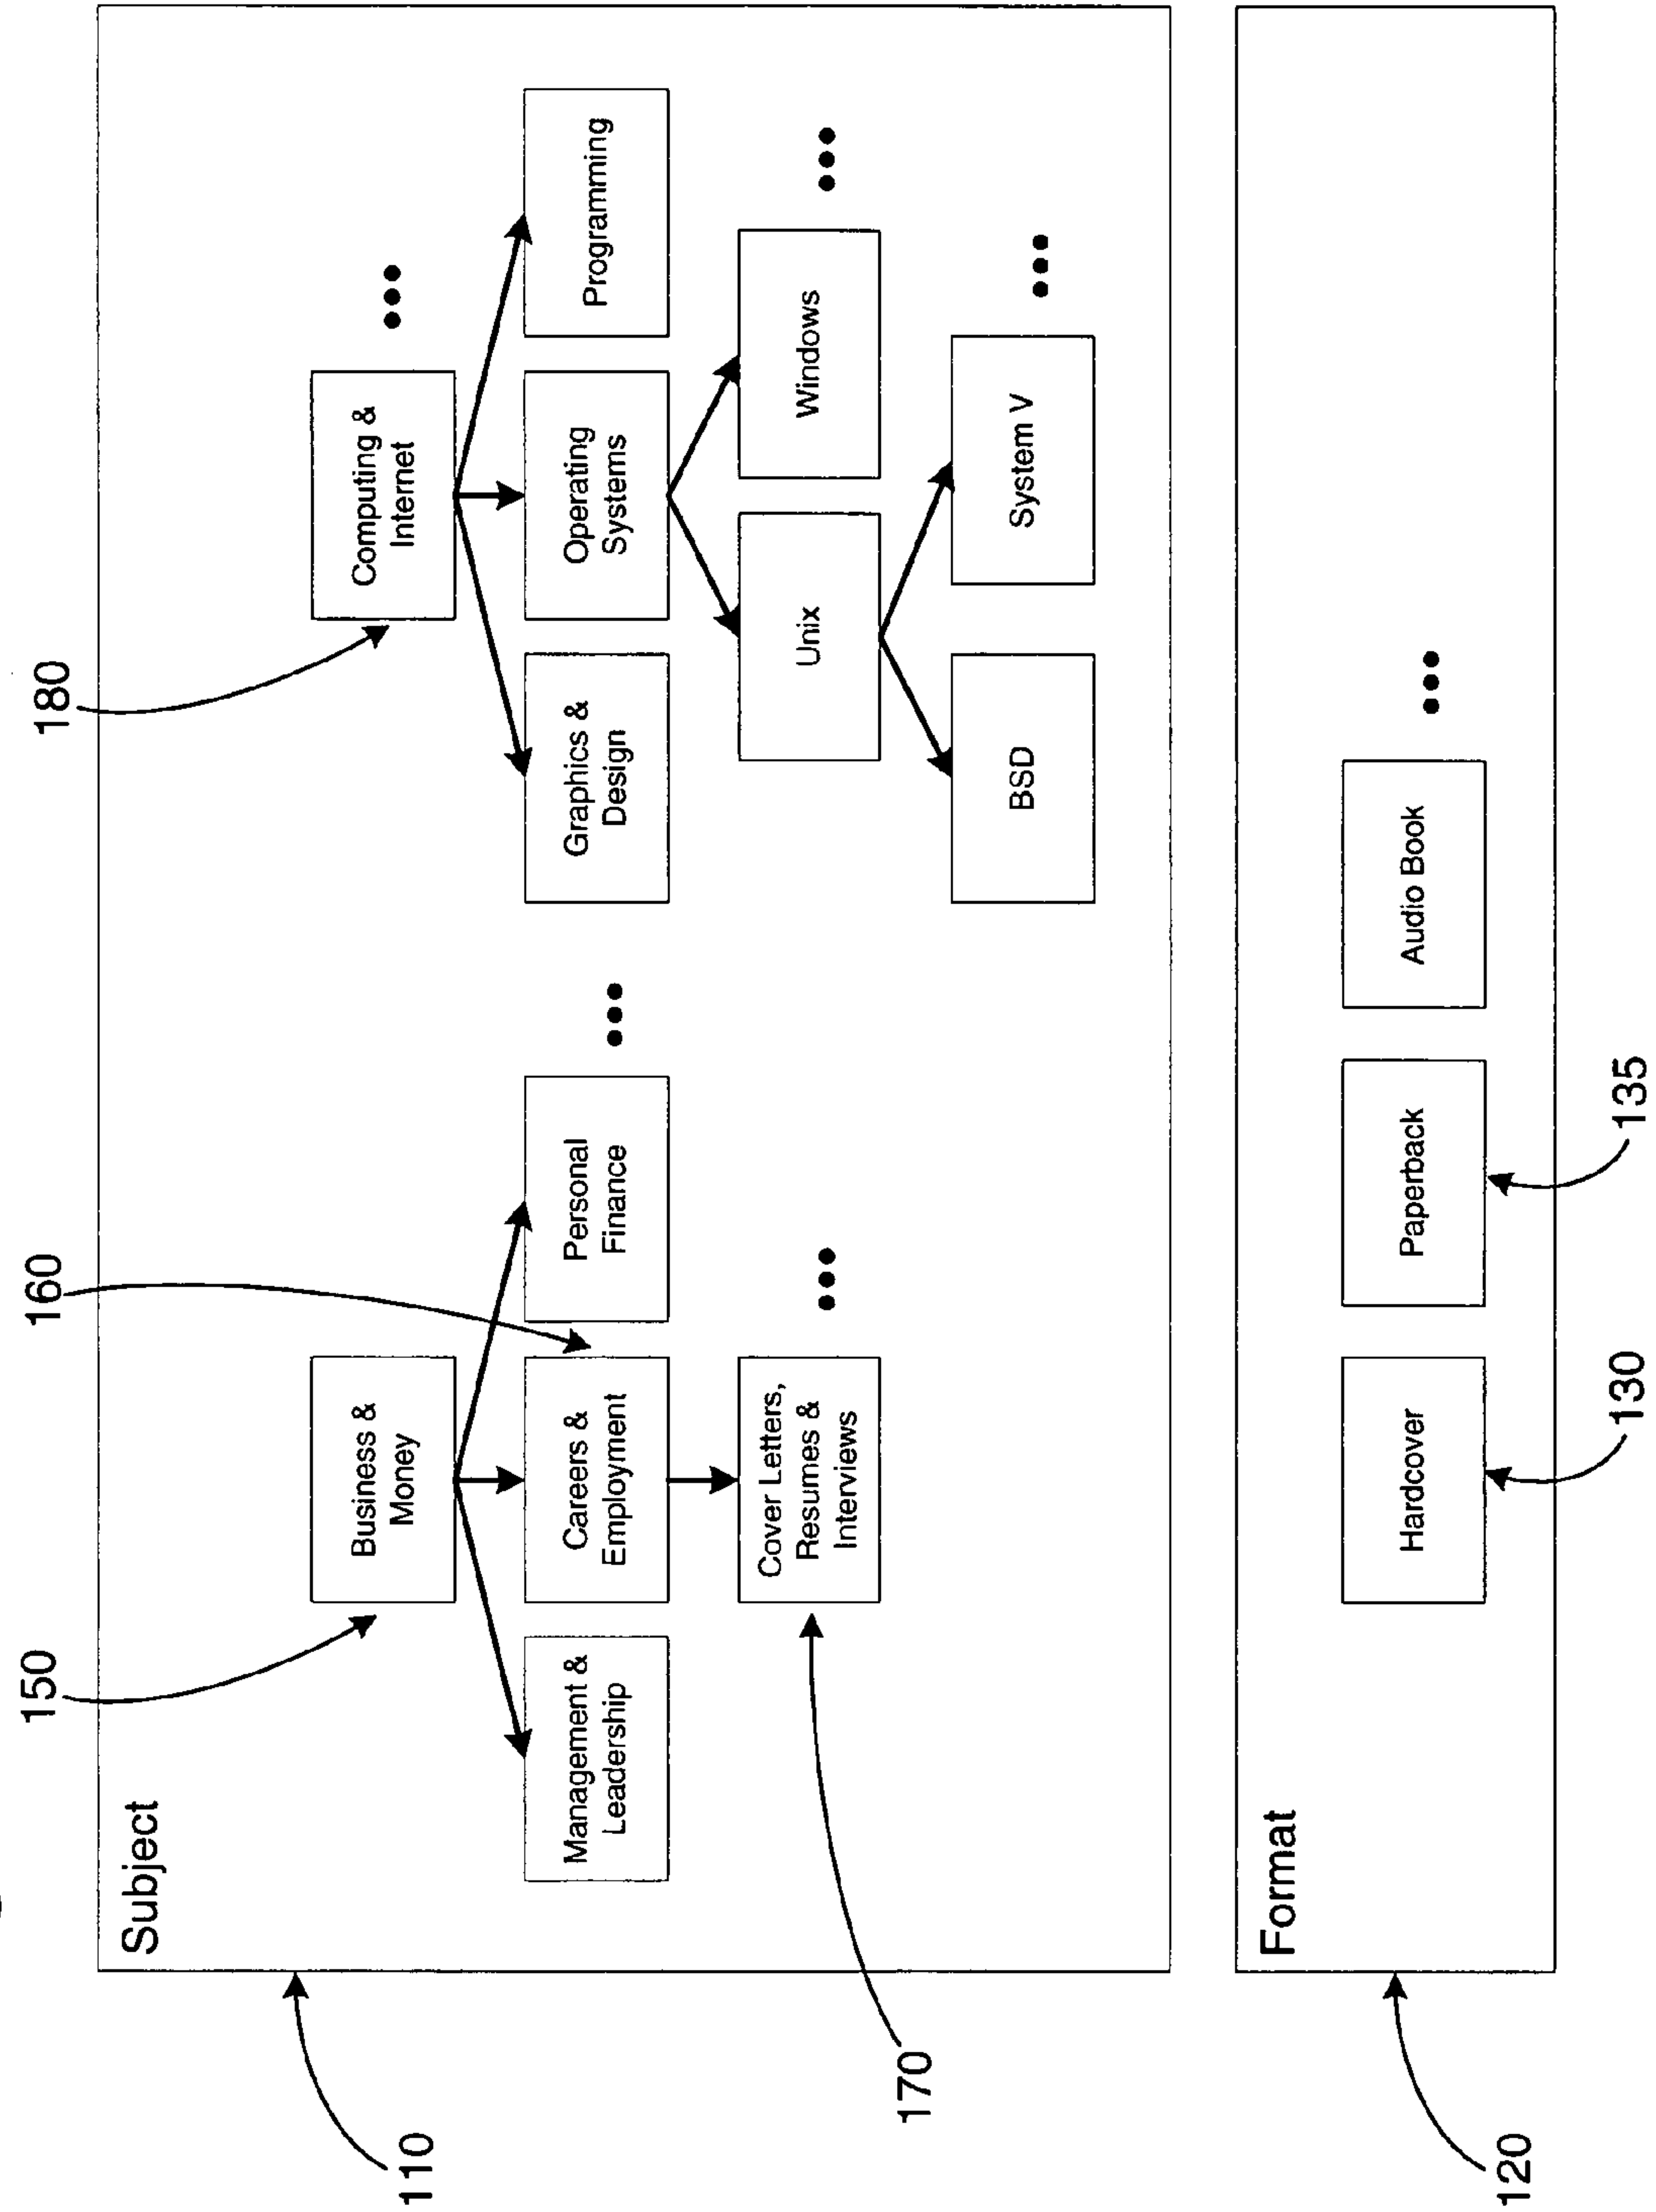 150
160
180
Subject
Business &
Money
Computing &
Internet
Management &
Leadership
Careers &
Employment
Personal
Finance
Graphics &
Design
Operating
Systems
Programming
Cover Letters,
Resumes &
Interviews
Unix
Windows
BSD
System V
110
170
Format
Hardcover
Paperback
Audio Book
120
130
135